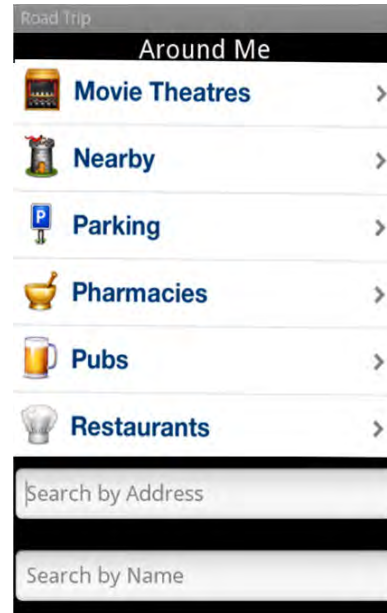 Road Trip
Around Me
Movie Theatres
Nearby
P
Parking
Pharmacies
Pubs
Restaurants
Search by Address
Search by Name